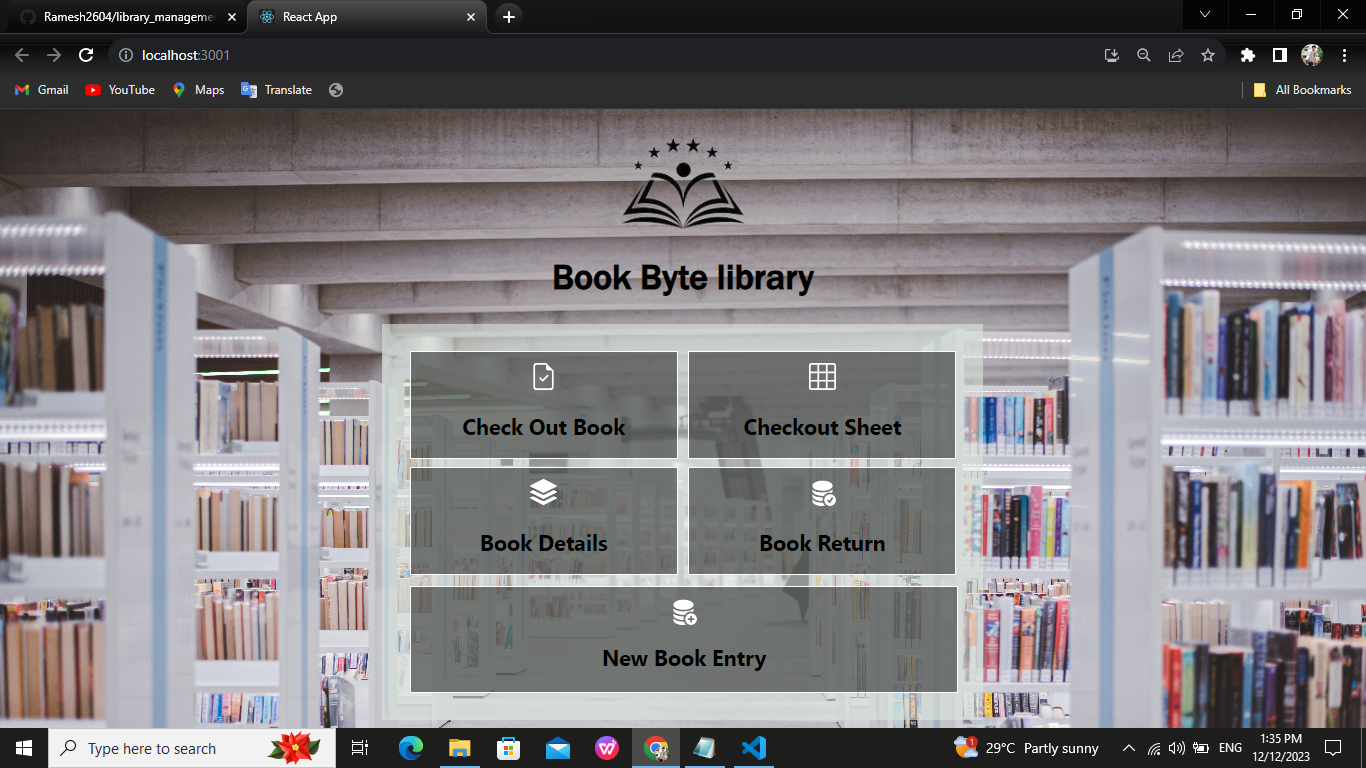 Ramesh2604/library_manageme
React App
localhost:3001
Gmail
YouTube
Maps
Translate
All Bookmarks
Book Byte library
Check Out Book
Checkout Sheet
Book Details
Book Return
New Book Entry
Type here to search
1
29°C Partly sunny
ENG
1:35 PM
12/12/2023